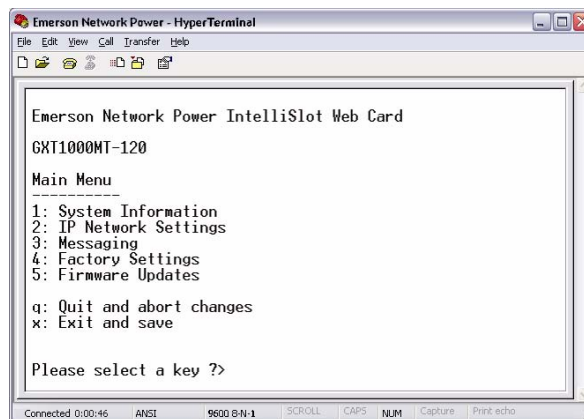 Emerson Network Power - HyperTerminal
File Edit View Call Transfer Help
Emerson Network Power IntelliSlot Web Card
GXT1000MT-120
Main Menu
----------
1: System Information
2: IP Network Settings
3: Messaging
4: Factory Settings
5: Firmware Updates
q: Quit and abort changes
x: Exit and save
Please select a key ?>
Connected 0:00:46 ANSI 9600 8-N-1 SCROLL CAPS NUM Capture Print echo